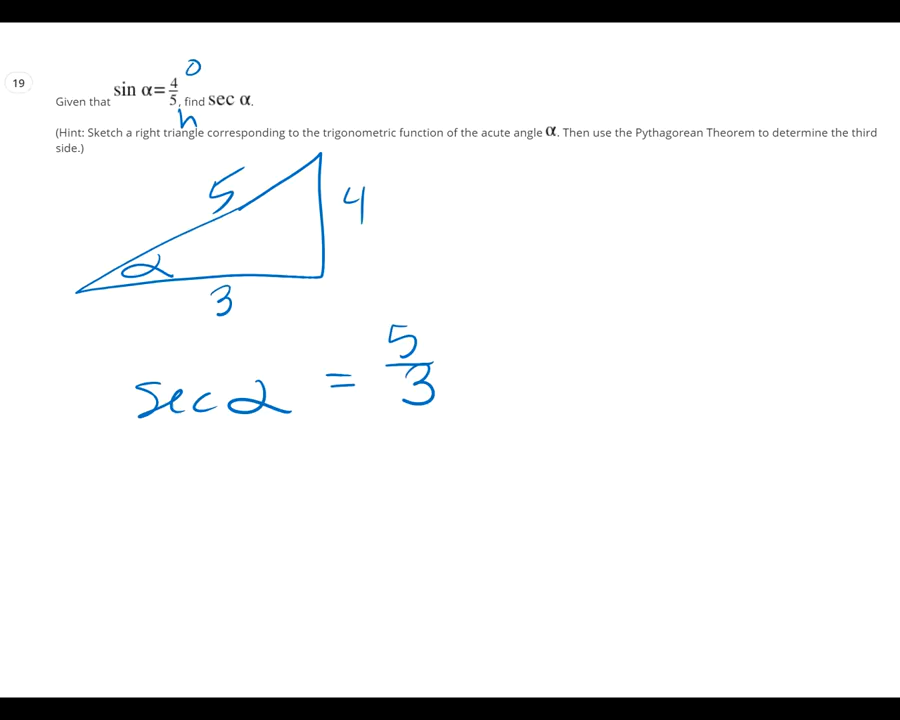 19
o
Given that sin α=4/5, find sec α.
h
(Hint: Sketch a right triangle corresponding to the trigonometric function of the acute angle α. Then use the Pythagorean Theorem to determine the third
side.)
5
4
α
3
sec α = 5/3